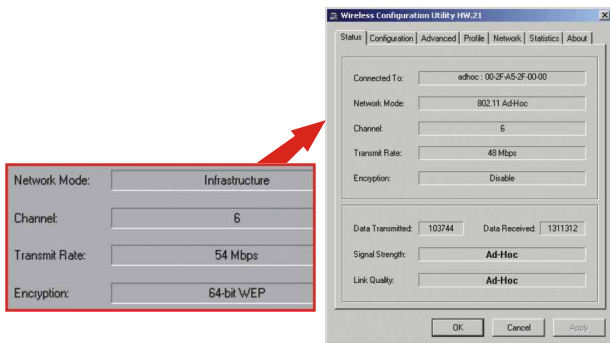 Wireless Configuration Utility HW.21
Status Configuration Advanced Profile Network Statistics About
Connected To: adhoc : 00-2F-A5-2F-00-00
Network Mode: 802.11 Ad-Hoc
Channel: 6
Transmit Rate: 48 Mbps
Encryption: Disable
Data Transmitted: 103744 Data Received: 1311312
Signal Strength: Ad-Hoc
Link Quality: Ad-Hoc
OK Cancel Apply
Network Mode: Infrastructure
Channel: 6
Transmit Rate: 54 Mbps
Encryption: 64-bit WEP